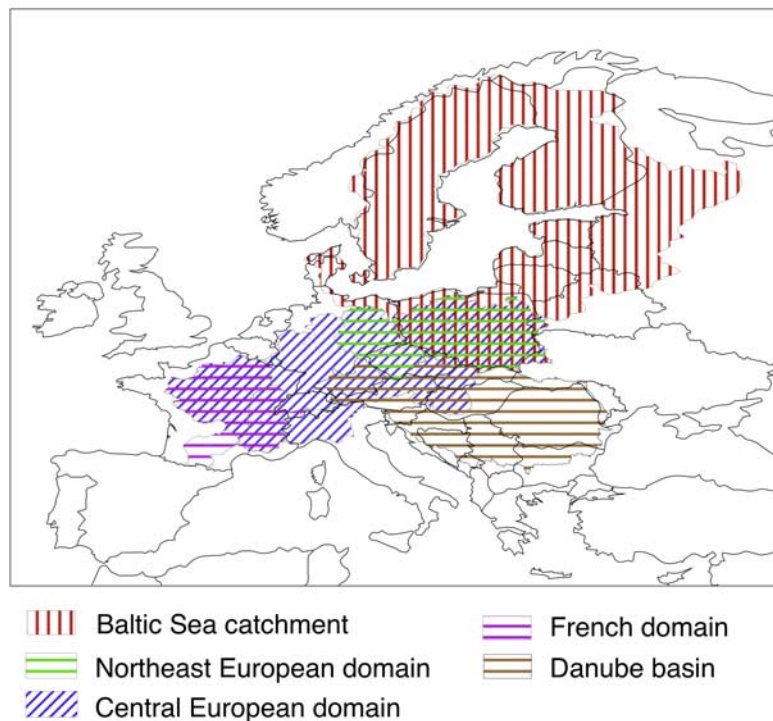 Baltic Sea catchment
Northeast European domain
Central European domain
French domain
Danube basin